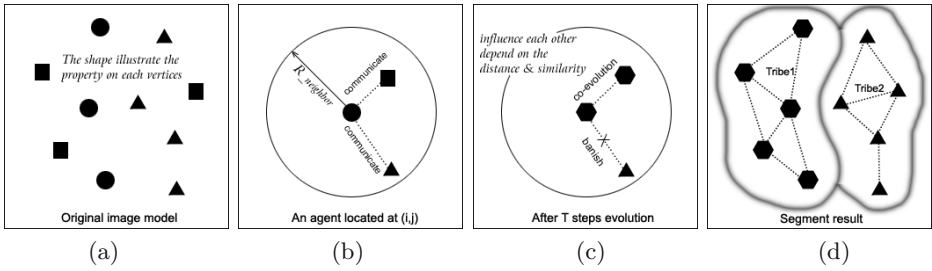 The shape illustrate the
property on each vertices
Original image model
(a)
R_neighbor
communicate
communicate
An agent located at (i,j)
(b)
influence each other
depend on the
distance & similarity
co-evolution
banish
After T steps evolution
(c)
Tribe1
Tribe2
Segment result
(d)